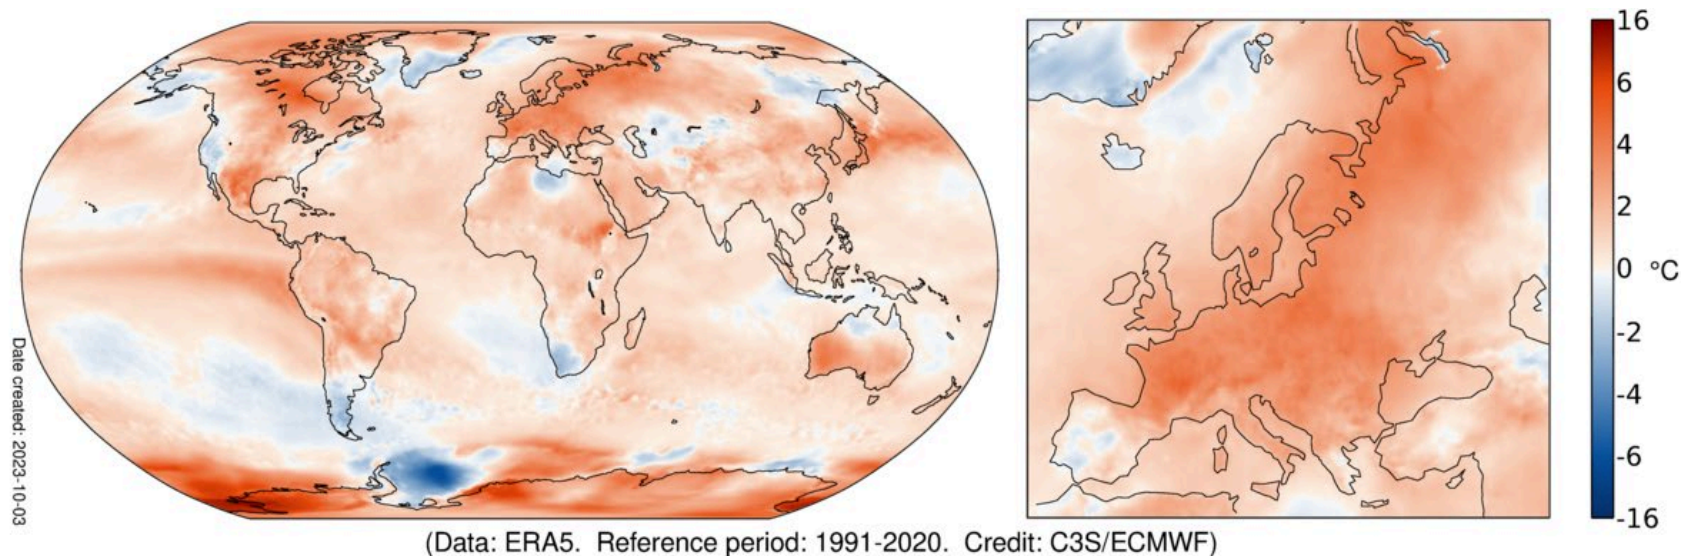 Date created: 2023-10-03
16
6
4
2
0 °C
-2
-4
-6
-16
(Data: ERA5. Reference period: 1991-2020. Credit: C3S/ECMWF)